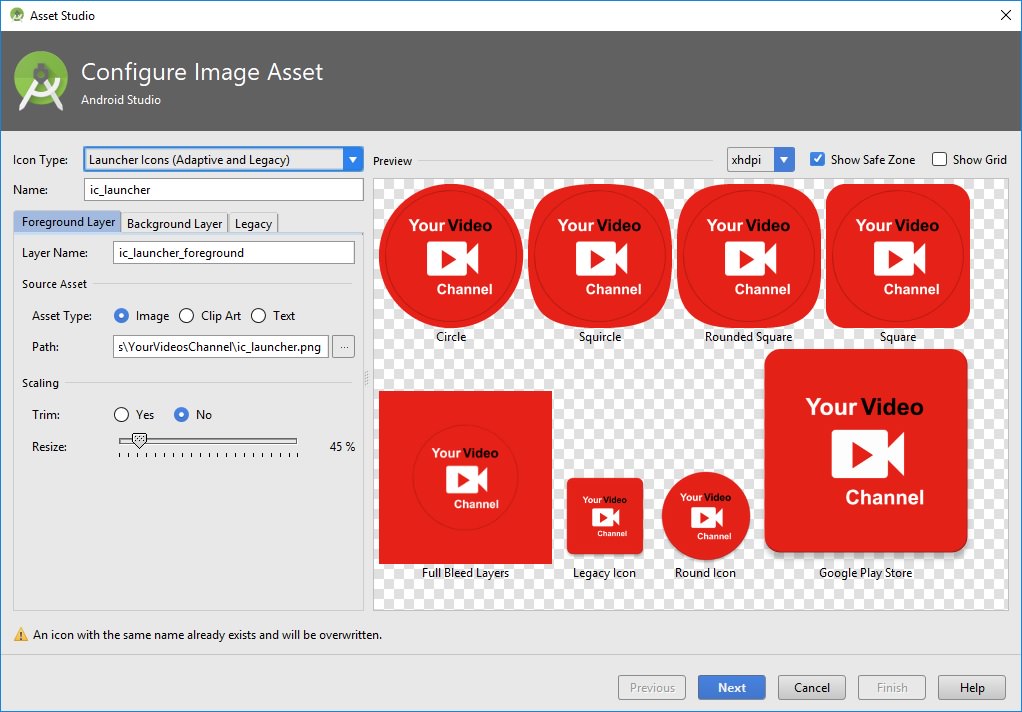 Asset Studio
Configure Image Asset
Android Studio
Icon Type: Launcher Icons (Adaptive and Legacy)
Name: ic_launcher
Foreground Layer Background Layer Legacy
Layer Name: ic_launcher_foreground
Source Asset
Asset Type: Image Clip Art Text
Path: s\YourVideosChannel\ic_launcher.png ...
Scaling
Trim: Yes No
Resize: 45 %
Preview xhdpi Show Safe Zone Show Grid
Your Video
Channel
Circle
Your Video
Channel
Squircle
Your Video
Channel
Rounded Square
Your Video
Channel
Square
Your Video
Channel
Full Bleed Layers
Your Video
Channel
Legacy Icon
Your Video
Channel
Round Icon
Your Video
Channel
Google Play Store
An icon with the same name already exists and will be overwritten.
Previous Next Cancel Finish Help